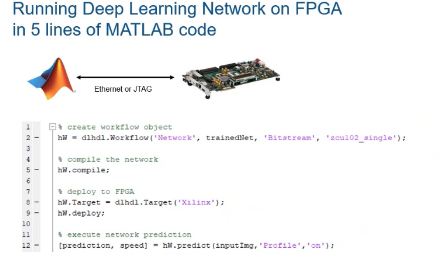 Running Deep Learning Network on FPGA
in 5 lines of MATLAB code
Ethernet or JTAG
1 % create workflow object
2 hW = dlhdl.Workflow('Network', trainedNet, 'Bitstream', 'zcu102_single');
3
4 % compile the network
5 hW.compile;
6
7 % deploy to FPGA
8 hW.Target = dlhdl.Target('Xilinx');
9 hW.deploy;
10
11 % execute network prediction
12 [prediction, speed] = hW.predict(inputImg,'Profile','on');